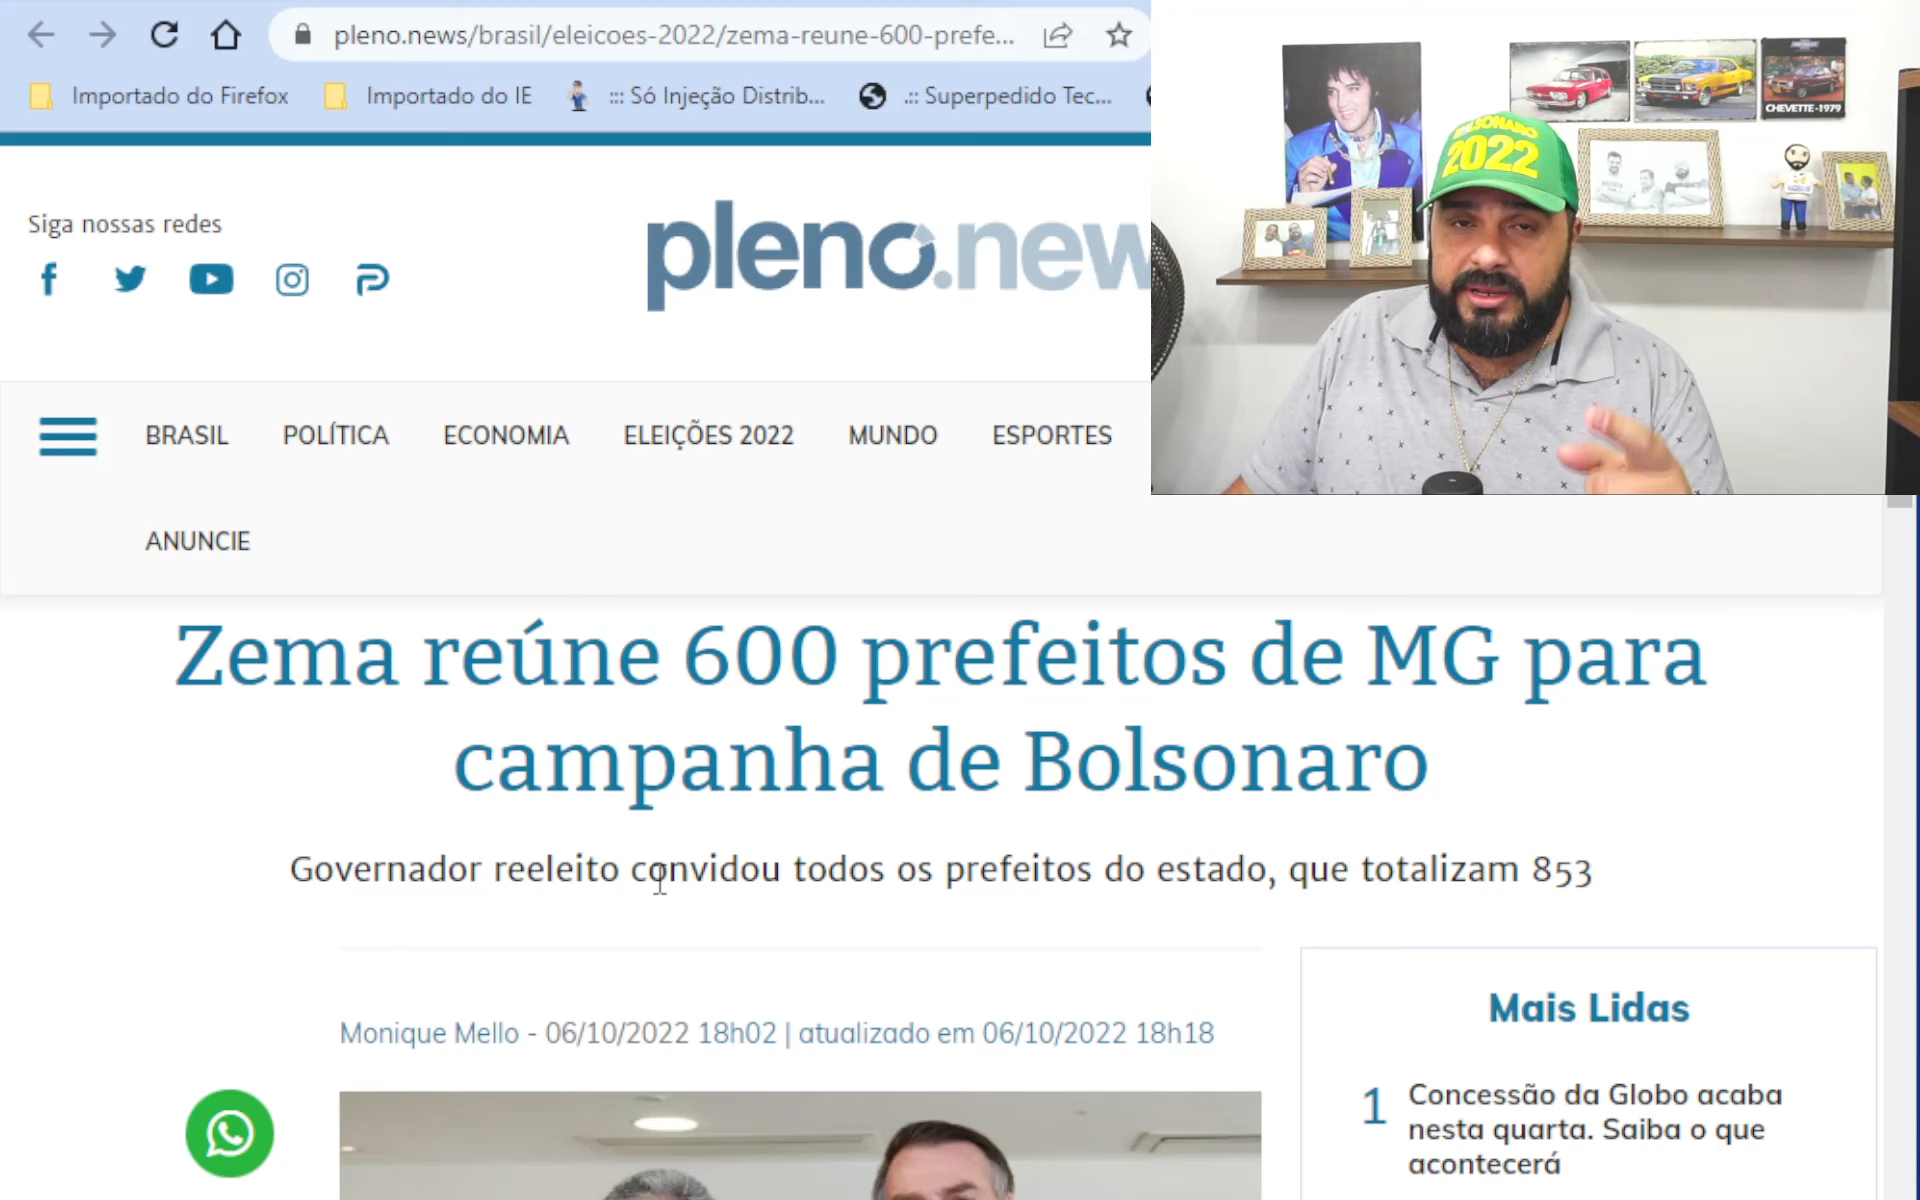 pleno.news/brasil/eleicoes-2022/zema-reune-600-prefe...
Importado do Firefox
Importado do IE
::: Só Injeção Distrib...
.:: Superpedido Tec...
Siga nossas redes
pleno.new
BRASIL
POLÍTICA
ECONOMIA
ELEIÇÕES 2022
MUNDO
ESPORTES
ANUNCIE
CHEVETTE-1979
BOLSONARO
2022
Zema reúne 600 prefeitos de MG para
campanha de Bolsonaro
Governador reeleito convidou todos os prefeitos do estado, que totalizam 853
Monique Mello - 06/10/2022 18h02 | atualizado em 06/10/2022 18h18
Mais Lidas
1
Concessão da Globo acaba
nesta quarta. Saiba o que
acontecerá